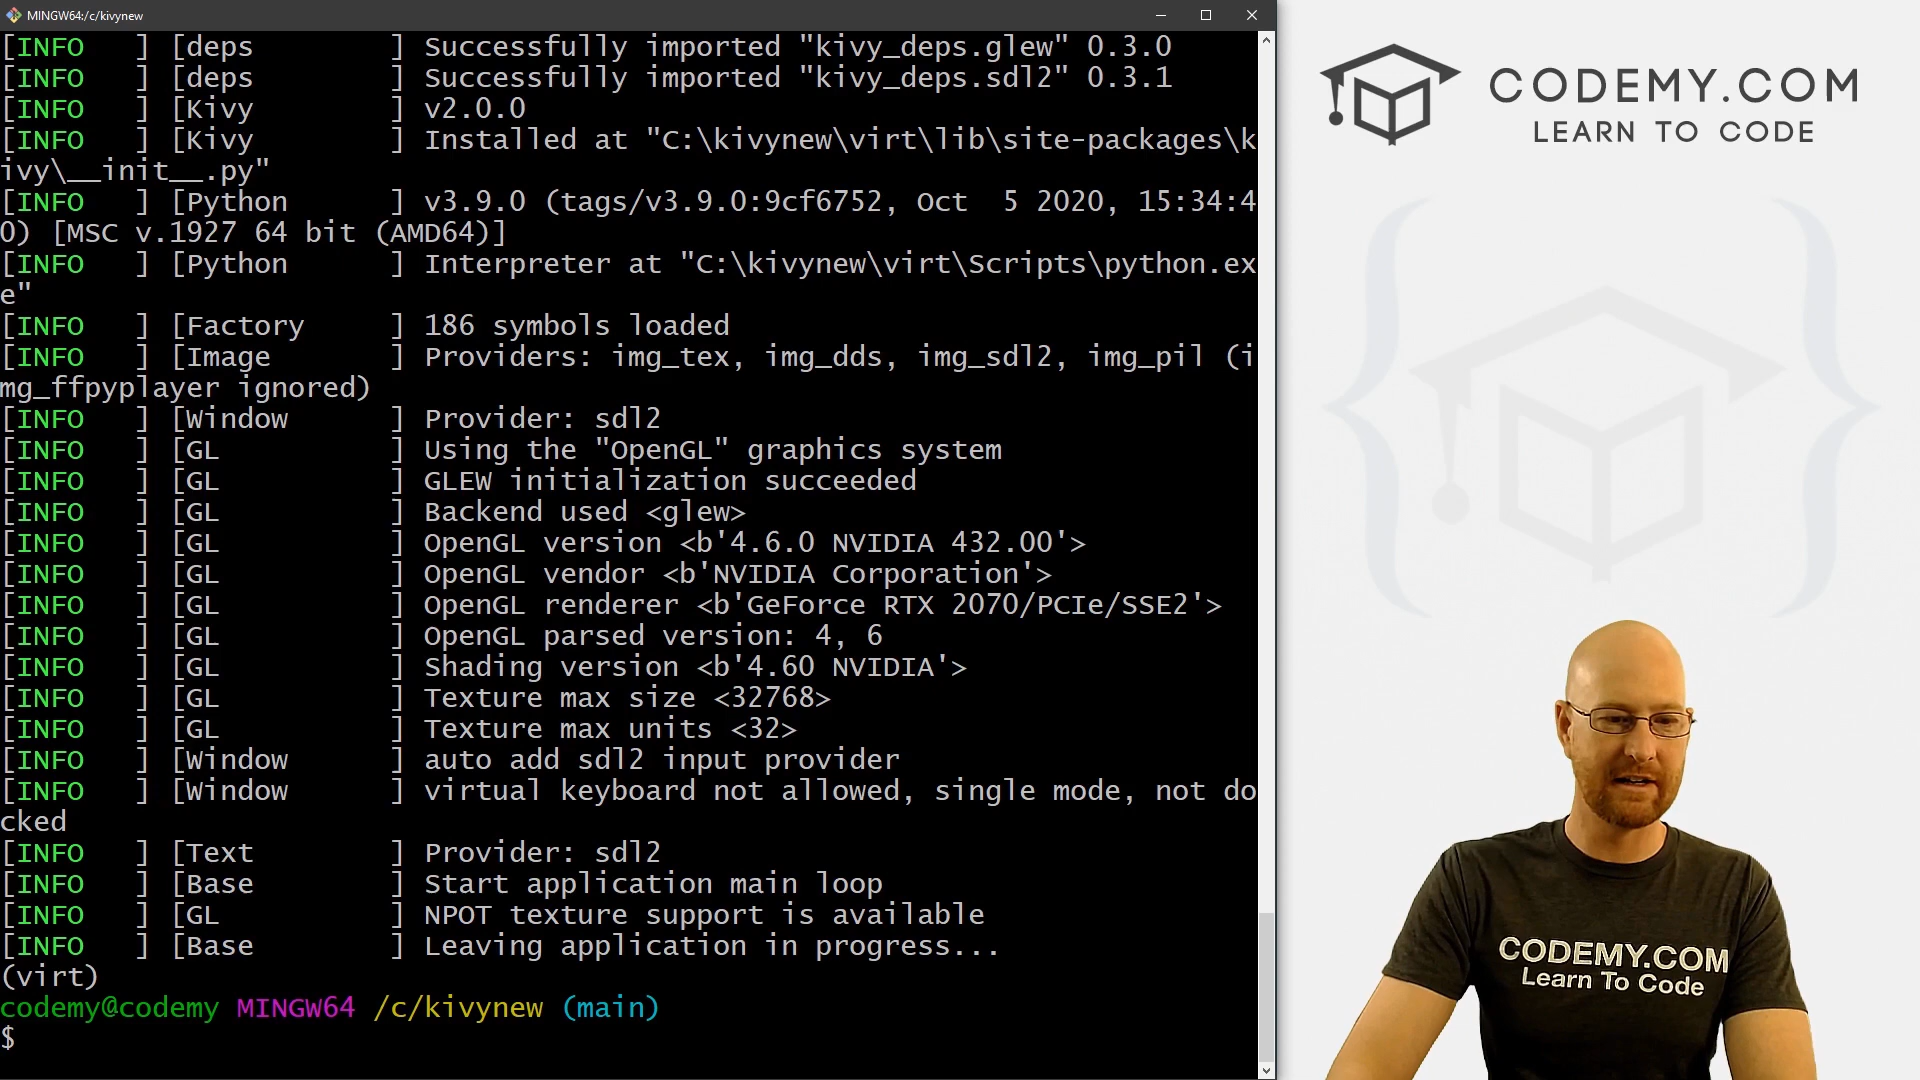 MINGW64:/c/kivynew
[INFO   ] [deps        ] Successfully imported "kivy_deps.glew" 0.3.0
[INFO   ] [deps        ] Successfully imported "kivy_deps.sdl2" 0.3.1
[INFO   ] [Kivy        ] v2.0.0
[INFO   ] [Kivy        ] Installed at "C:\kivynew\virt\lib\site-packages\k
ivy\__init__.py"
[INFO   ] [Python      ] v3.9.0 (tags/v3.9.0:9cf6752, Oct  5 2020, 15:34:4
0) [MSC v.1927 64 bit (AMD64)]
[INFO   ] [Python      ] Interpreter at "C:\kivynew\virt\Scripts\python.ex
e"
[INFO   ] [Factory     ] 186 symbols loaded
[INFO   ] [Image       ] Providers: img_tex, img_dds, img_sdl2, img_pil (i
mg_ffpyplayer ignored)
[INFO   ] [Window      ] Provider: sdl2
[INFO   ] [GL          ] Using the "OpenGL" graphics system
[INFO   ] [GL          ] GLEW initialization succeeded
[INFO   ] [GL          ] Backend used <glew>
[INFO   ] [GL          ] OpenGL version <b'4.6.0 NVIDIA 432.00'>
[INFO   ] [GL          ] OpenGL vendor <b'NVIDIA Corporation'>
[INFO   ] [GL          ] OpenGL renderer <b'GeForce RTX 2070/PCIe/SSE2'>
[INFO   ] [GL          ] OpenGL parsed version: 4, 6
[INFO   ] [GL          ] Shading version <b'4.60 NVIDIA'>
[INFO   ] [GL          ] Texture max size <32768>
[INFO   ] [GL          ] Texture max units <32>
[INFO   ] [Window      ] auto add sdl2 input provider
[INFO   ] [Window      ] virtual keyboard not allowed, single mode, not do
cked
[INFO   ] [Text        ] Provider: sdl2
[INFO   ] [Base        ] Start application main loop
[INFO   ] [GL          ] NPOT texture support is available
[INFO   ] [Base        ] Leaving application in progress...
(virt)
codemy@codemy MINGW64 /c/kivynew (main)
$
CODEMY.COM
LEARN TO CODE
CODEMY.COM
Learn To Code